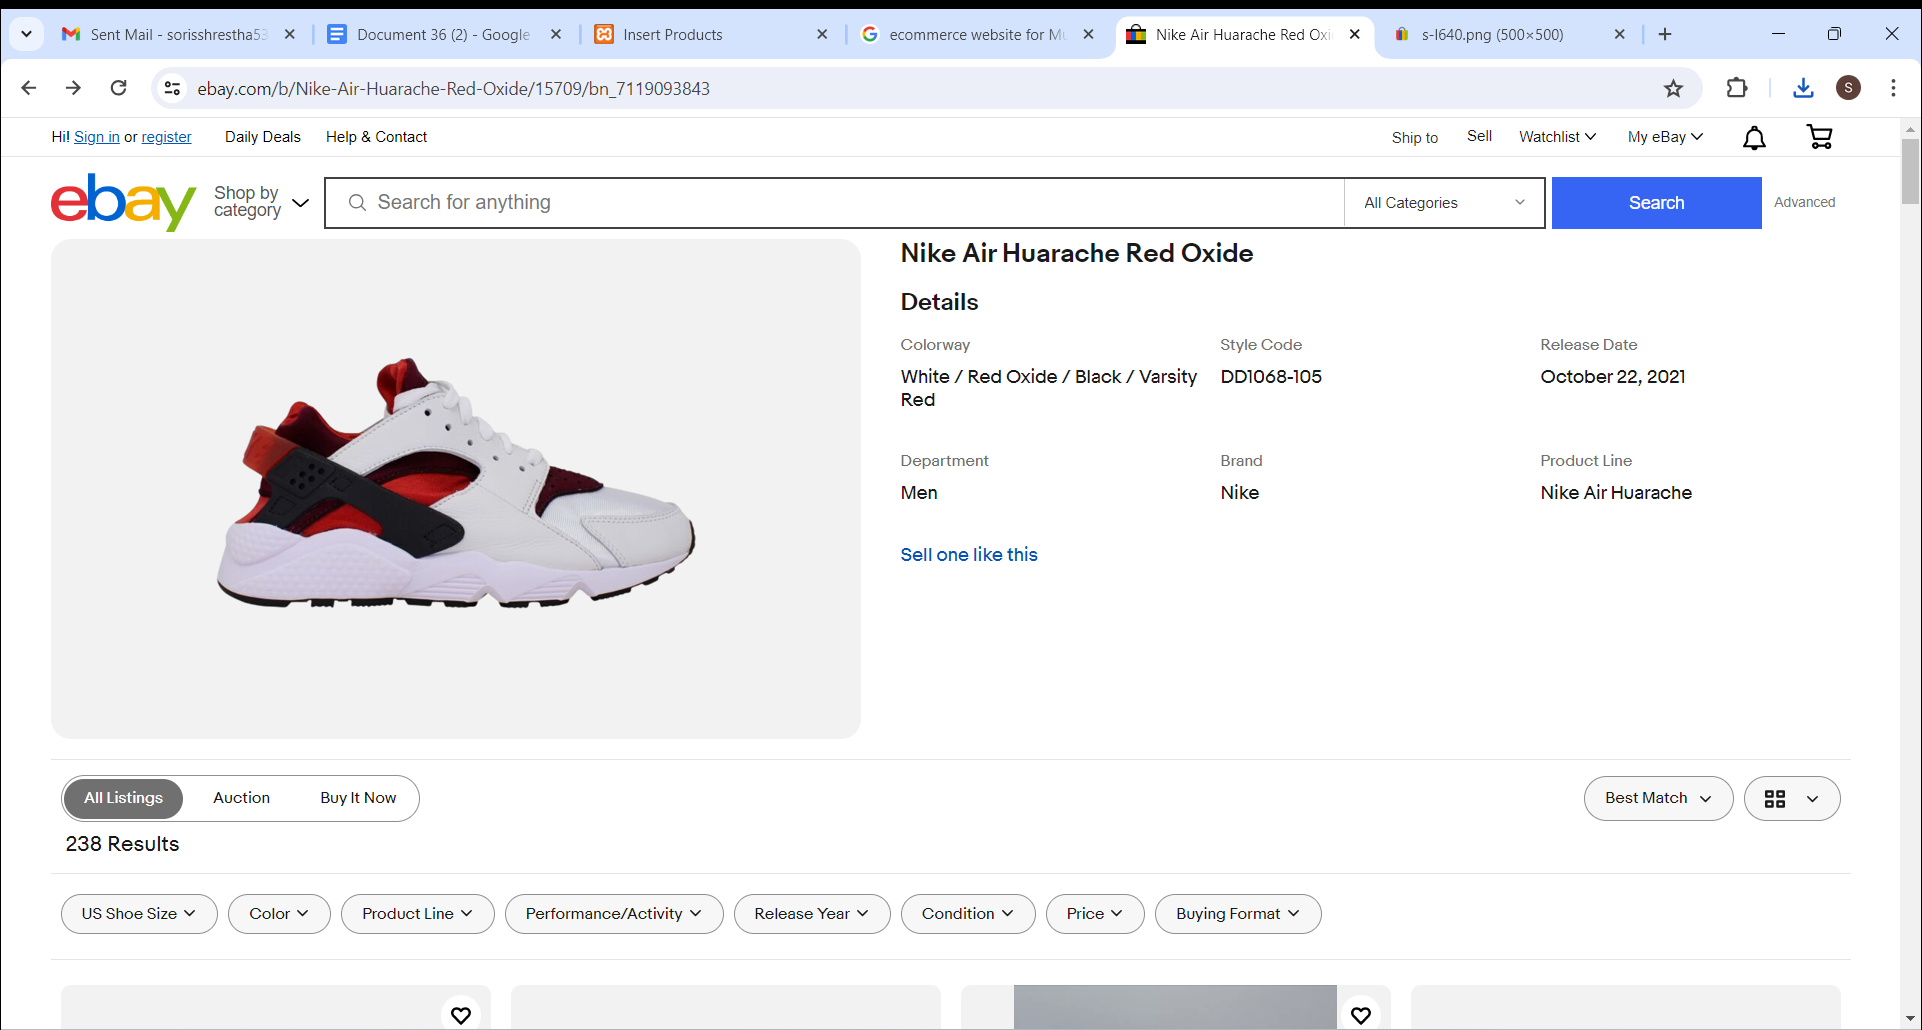 Sent Mail - sorisshrestha53
Document 36 (2) - Google
Insert Products
ecommerce website for Mu
Nike Air Huarache Red Oxi
s-l640.png (500×500)
ebay.com/b/Nike-Air-Huarache-Red-Oxide/15709/bn_7119093843
S
Hi! Sign in or register
Daily Deals
Help & Contact
Ship to
Sell
Watchlist
My eBay
ebay
Shop by
category
Search for anything
All Categories
Search
Advanced
Nike Air Huarache Red Oxide
Details
Colorway
Style Code
Release Date
White / Red Oxide / Black / Varsity
Red
DD1068-105
October 22, 2021
Department
Brand
Product Line
Men
Nike
Nike Air Huarache
Sell one like this
All Listings
Auction
Buy It Now
Best Match
238 Results
US Shoe Size
Color
Product Line
Performance/Activity
Release Year
Condition
Price
Buying Format